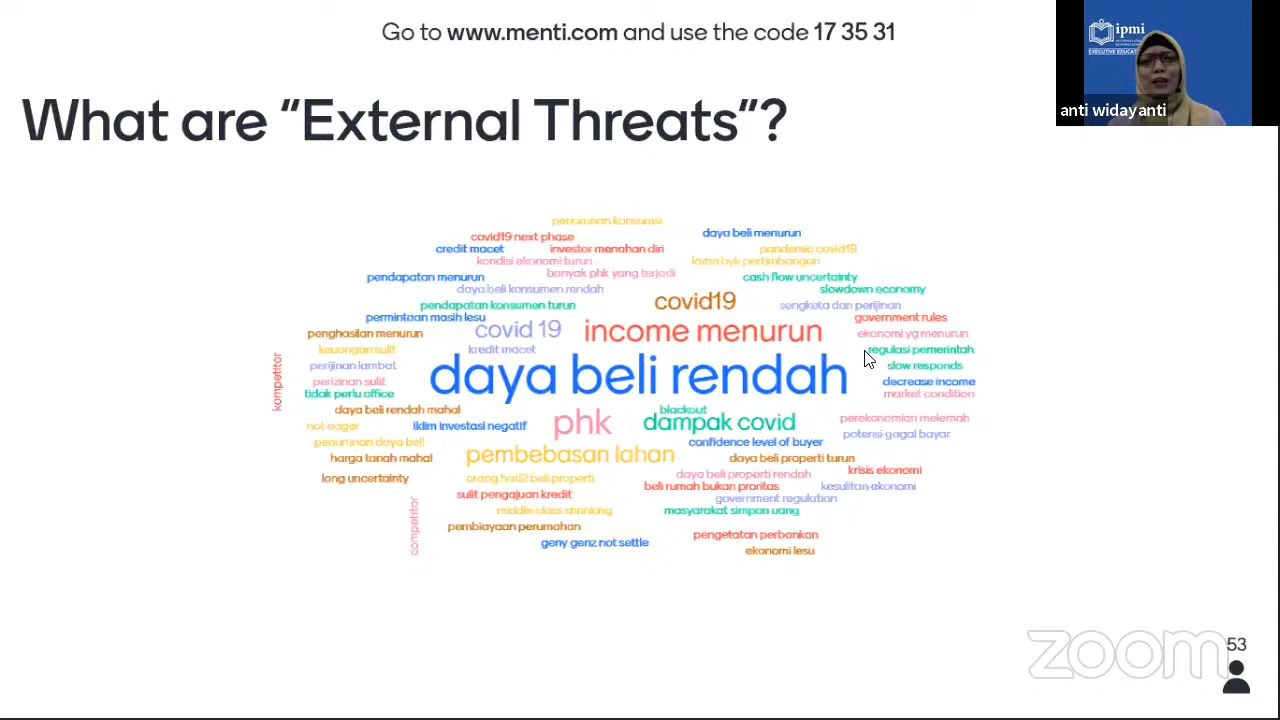 Go to www.menti.com and use the code 17 35 31
ipmi
EXECUTIVE EDUCATION
anti widayanti
What are “External Threats”?
penurunan konsumsi
daya beli menurun
covid19 next phase
credit macet
investor menahan diri
pandemic covid19
kondisi ekonomi turun
lama byk pertimbangan
pendapatan menurun
banyak phk yang terjadi
cash flow uncertainty
daya beli konsumen rendah
slowdown economy
pendapatan konsumen turun
covid19
sengketa dan perijinan
permintaan masih lesu
government rules
penghasilan menurun
covid 19
income menurun
ekonomi yg menurun
keuangan sulit
kredit macet
regulasi pemerintah
perijinan lambat
slow responds
kompetitor
perizinan sulit
daya beli rendah
decrease income
tidak perlu office
market condition
daya beli rendah mahal
blackout
not eager
iklim investasi negatif
phk
dampak covid
perekonomian melemah
potensi gagal bayar
penurunan daya beli
confidence level of buyer
harga tanah mahal
pembebasan lahan
daya beli properti turun
long uncertainty
orang hati2 beli properti
daya beli properti rendah
krisis ekonomi
sulit pengajuan kredit
beli rumah bukan proritas
kesulitan ekonomi
government regulation
competitor
middle class shrinking
masyarakat simpan uang
pembiayaan perumahan
pengetatan perbankan
geny genz not settle
ekonomi lesu
zoom
53